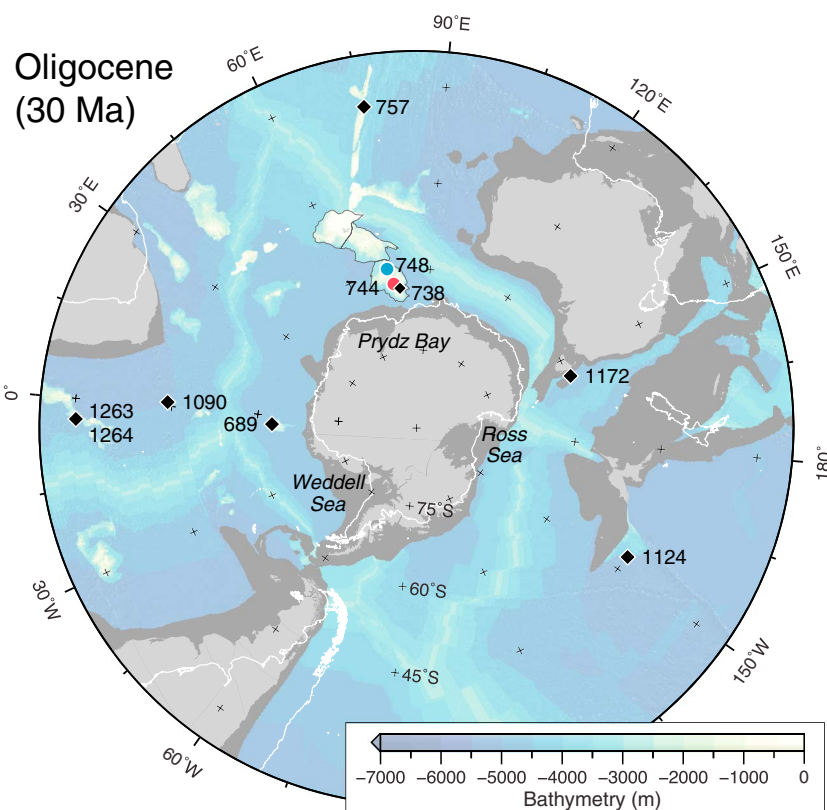 90°E
Oligocene
(30 Ma)
60°E
757
120°E
30°E
150°E
748
744
738
Prydz Bay
1172
0°
1090
1263
1264
689
Ross
Sea
180°
Weddell
Sea
75°S
1124
60°S
30°W
150°W
45°S
60°W
−7000 −6000 −5000 −4000 −3000 −2000 −1000 0
Bathymetry (m)